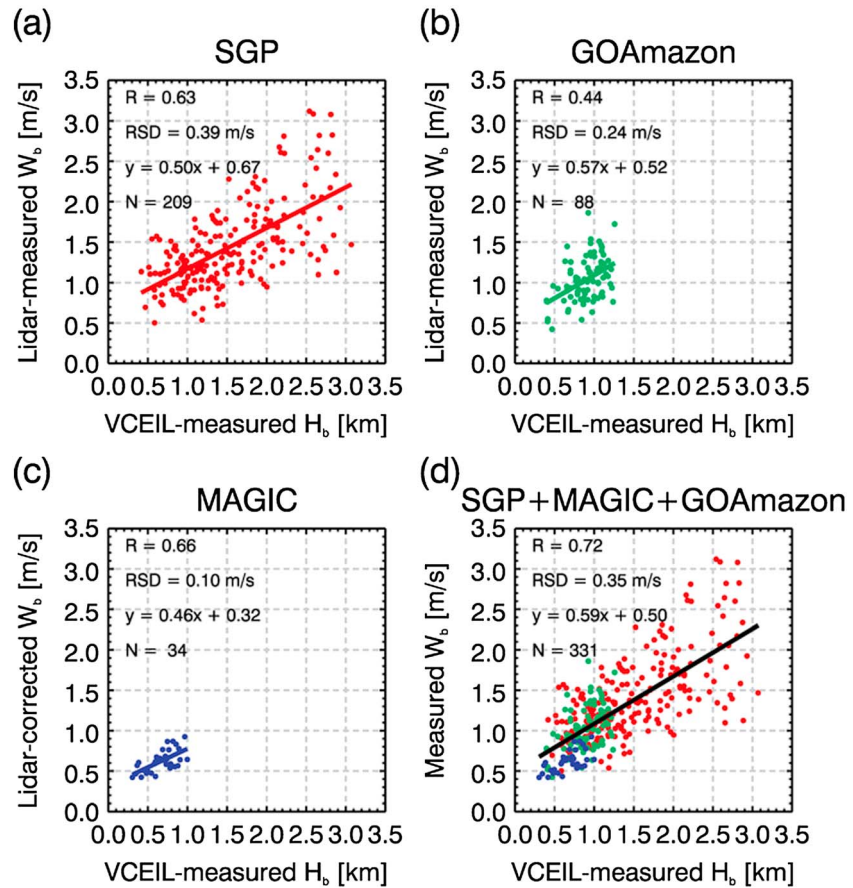 (a)
SGP
R = 0.63
RSD = 0.39 m/s
y = 0.50x + 0.67
N = 209
Lidar-measured Wb [m/s]
3.5
3.0
2.5
2.0
1.5
1.0
0.5
0.0
0.0 0.5 1.0 1.5 2.0 2.5 3.0 3.5
VCEIL-measured Hb [km]
(b)
GOAmazon
R = 0.44
RSD = 0.24 m/s
y = 0.57x + 0.52
N = 88
Lidar-measured Wb [m/s]
3.5
3.0
2.5
2.0
1.5
1.0
0.5
0.0
0.0 0.5 1.0 1.5 2.0 2.5 3.0 3.5
VCEIL-measured Hb [km]
(c)
MAGIC
R = 0.66
RSD = 0.10 m/s
y = 0.46x + 0.32
N = 34
Lidar-corrected Wb [m/s]
3.5
3.0
2.5
2.0
1.5
1.0
0.5
0.0
0.0 0.5 1.0 1.5 2.0 2.5 3.0 3.5
VCEIL-measured Hb [km]
(d)
SGP+MAGIC+GOAmazon
R = 0.72
RSD = 0.35 m/s
y = 0.59x + 0.50
N = 331
Measured Wb [m/s]
3.5
3.0
2.5
2.0
1.5
1.0
0.5
0.0
0.0 0.5 1.0 1.5 2.0 2.5 3.0 3.5
VCEIL-measured Hb [km]